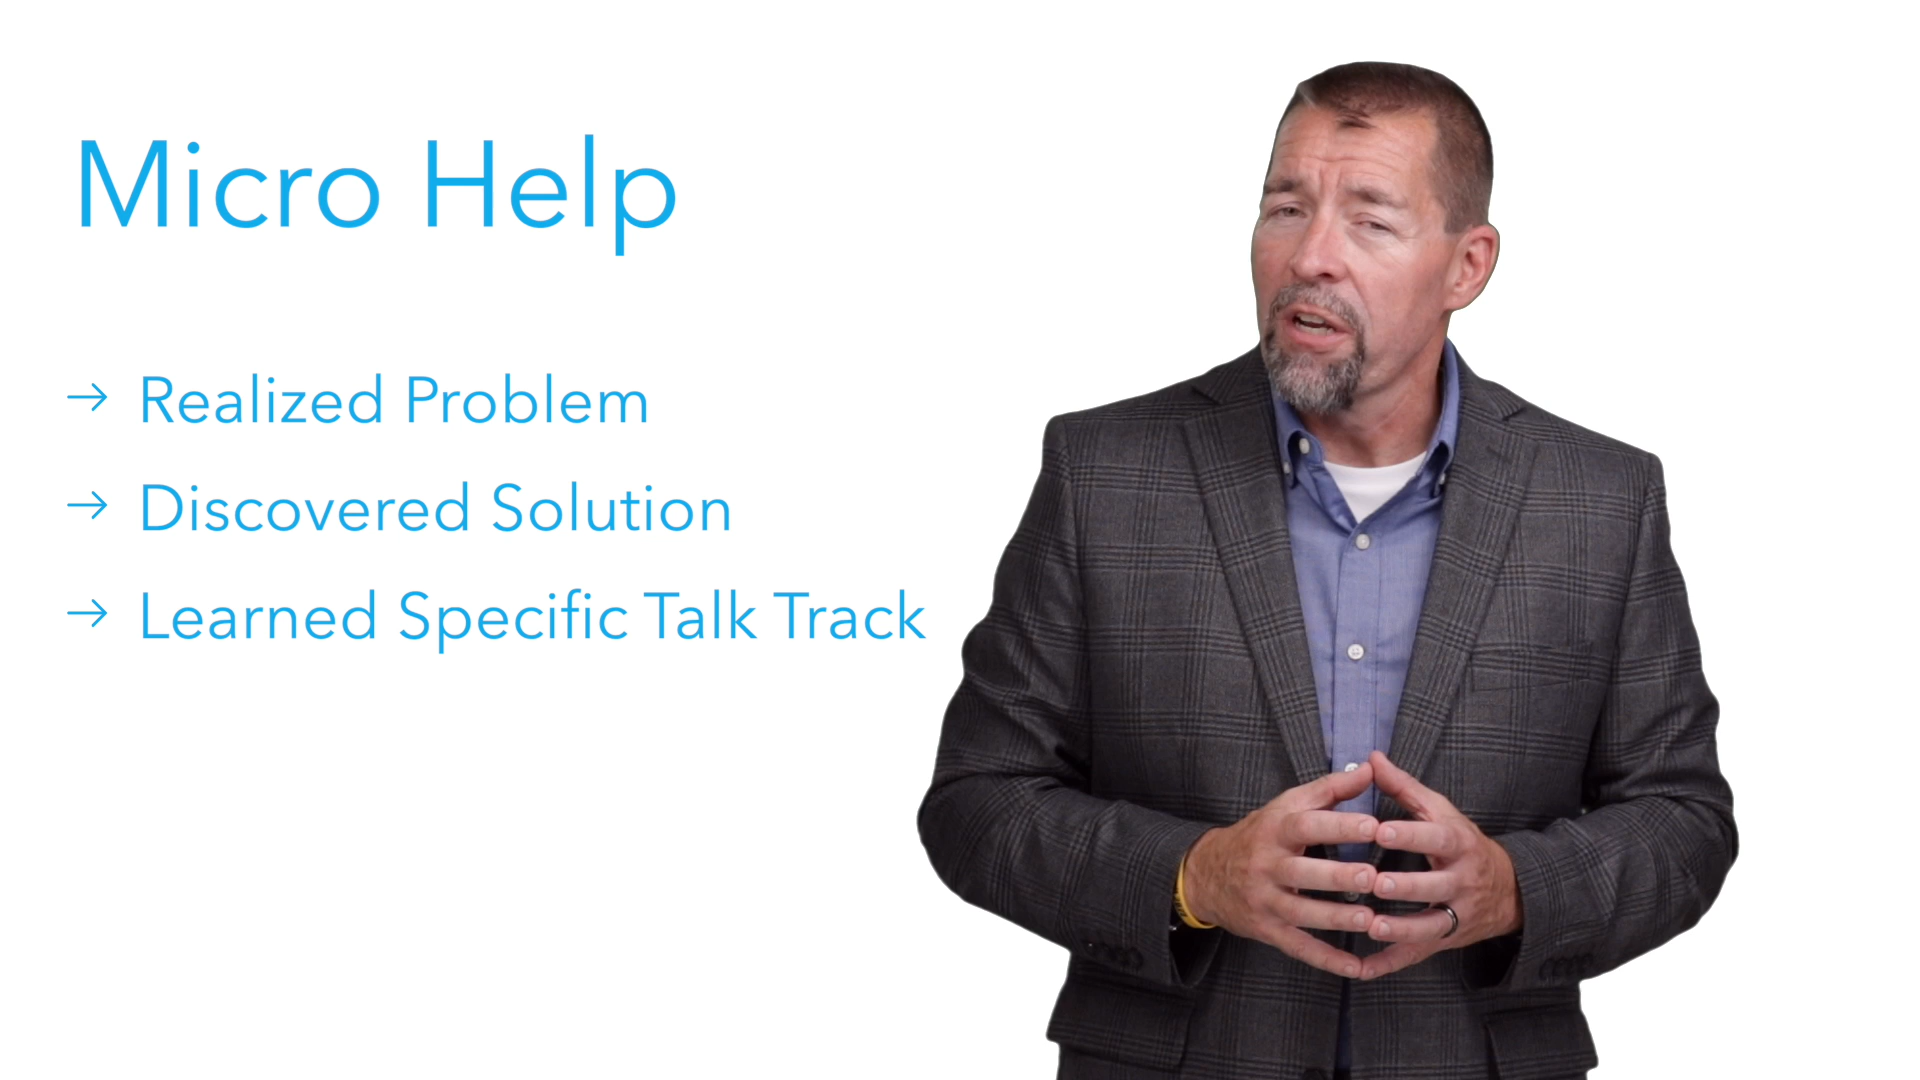 Micro Help
→ Realized Problem
→ Discovered Solution
→ Learned Specific Talk Track